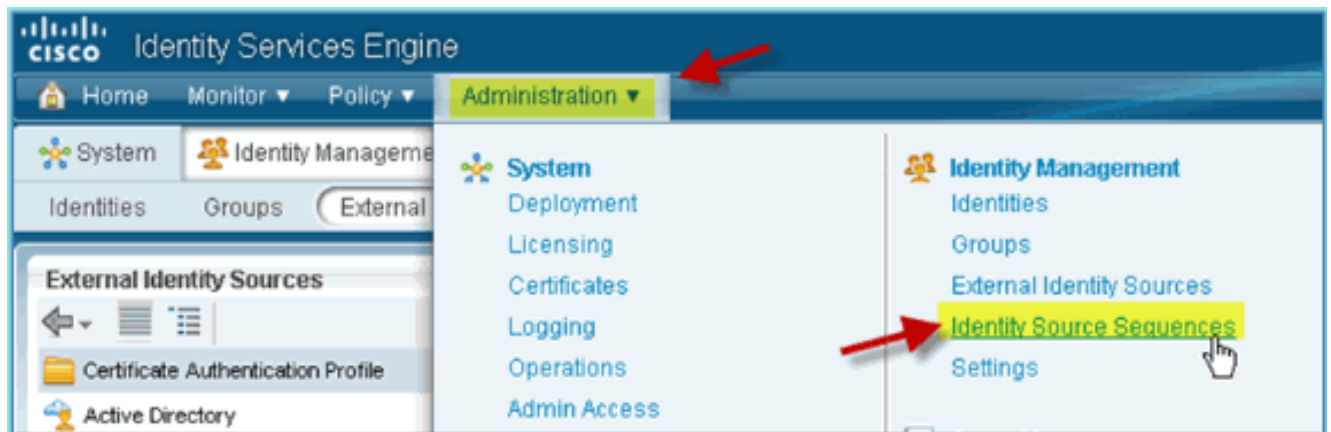 CISCO Identity Services Engine
Home Monitor ▾ Policy ▾ Administration ▾
System Identity Manageme
Identities Groups External
External Identity Sources
Certificate Authentication Profile
Active Directory
System
Deployment
Licensing
Certificates
Logging
Operations
Admin Access
Identity Management
Identities
Groups
External Identity Sources
Identity Source Sequences
Settings